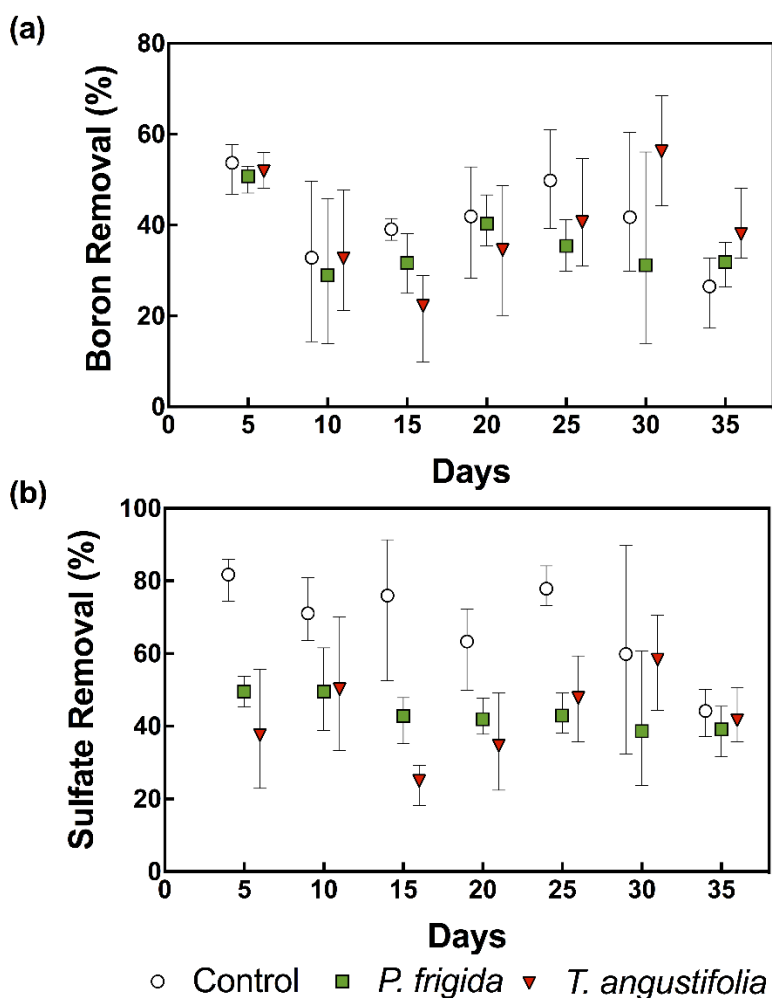 (a)
Boron Removal (%)
80
60
40
20
0
0 5 10 15 20 25 30 35
Days
(b)
Sulfate Removal (%)
100
80
60
40
20
0
0 5 10 15 20 25 30 35
Days
Control P. frigida T. angustifolia